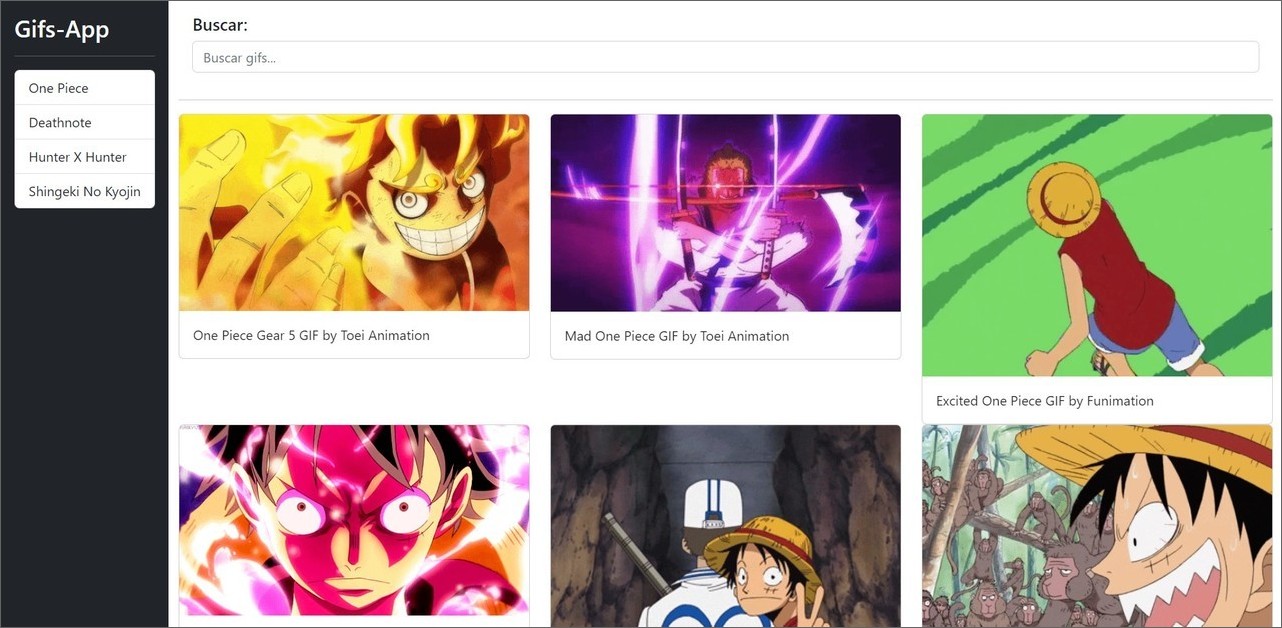 Gifs-App
One Piece
Deathnote
Hunter X Hunter
Shingeki No Kyojin
Buscar:
Buscar gifs...
One Piece Gear 5 GIF by Toei Animation
Mad One Piece GIF by Toei Animation
Excited One Piece GIF by Funimation